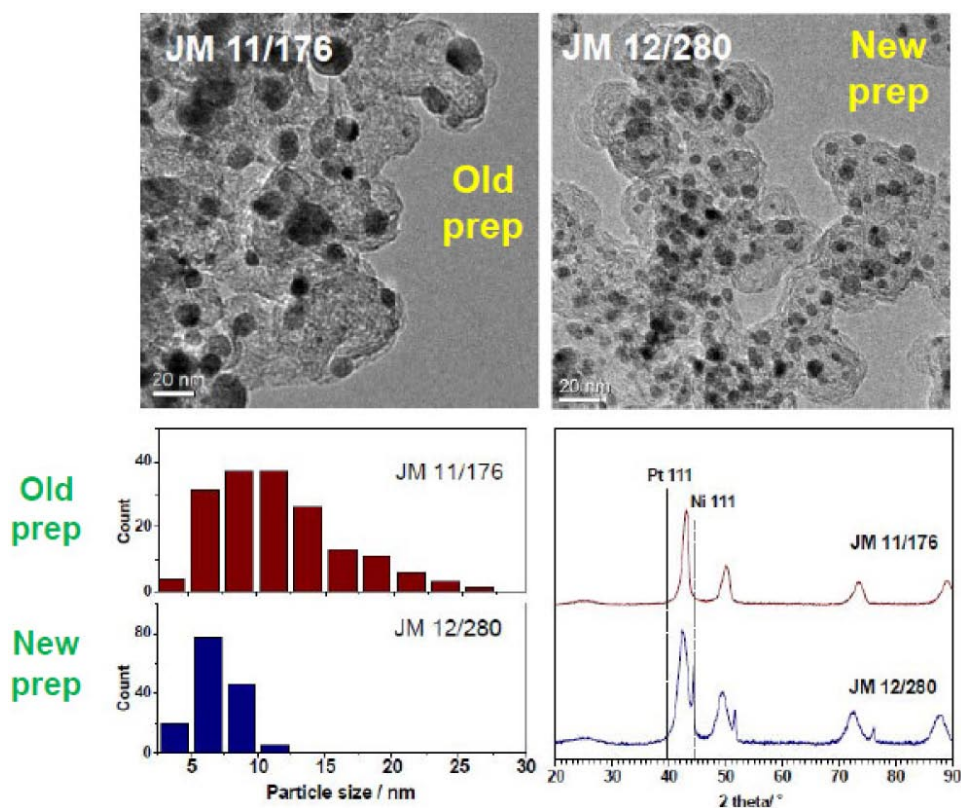 JM 11/176
Old
prep
20 nm
JM 12/280
New
prep
20 nm
Old
prep
New
prep
JM 11/176
Count
40
20
0
JM 12/280
Count
80
40
0
5 10 15 20 25 30
Particle size / nm
Pt 111
Ni 111
JM 11/176
JM 12/280
20 30 40 50 60 70 80 90
2 theta/ °